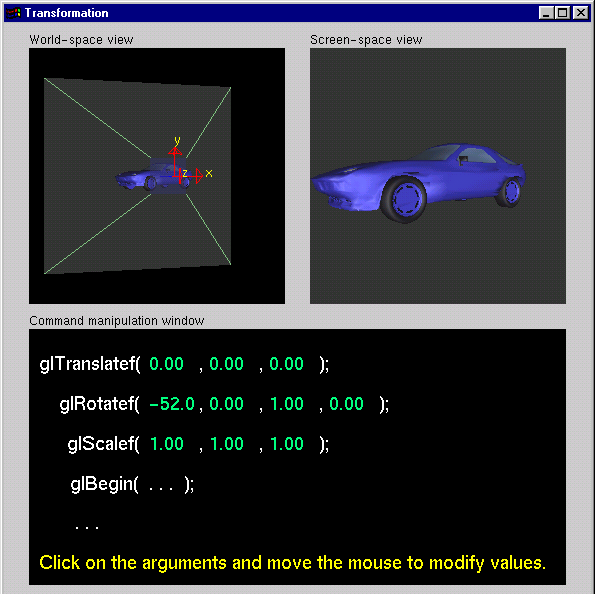 Transformation
World-space view
Screen-space view
y
z
x
Command manipulation window
glTranslatef( 0.00 , 0.00 , 0.00 );
glRotatef( -52.0 , 0.00 , 1.00 , 0.00 );
glScalef( 1.00 , 1.00 , 1.00 );
glBegin( . . . );
. . .
Click on the arguments and move the mouse to modify values.